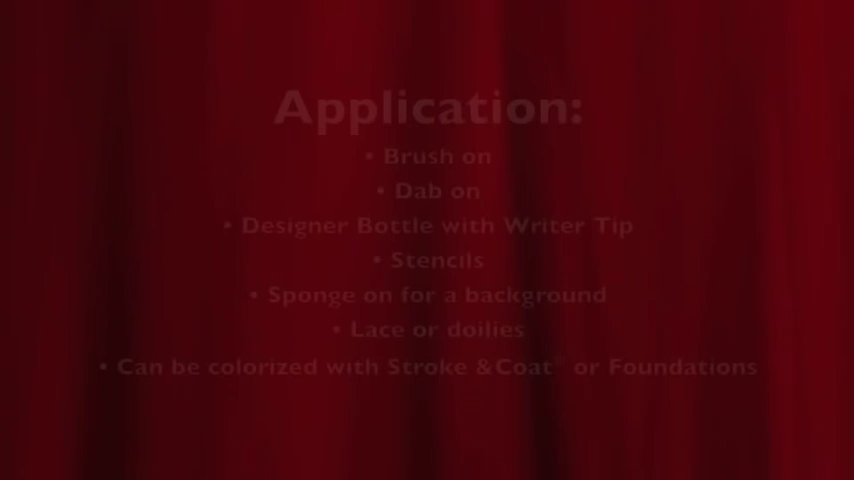 Application:
• Brush on
• Dab on
• Designer Bottle with Writer Tip
• Stencils
• Sponge on for a background
• Lace or doilies
• Can be colorized with Stroke &Coat® or Foundations